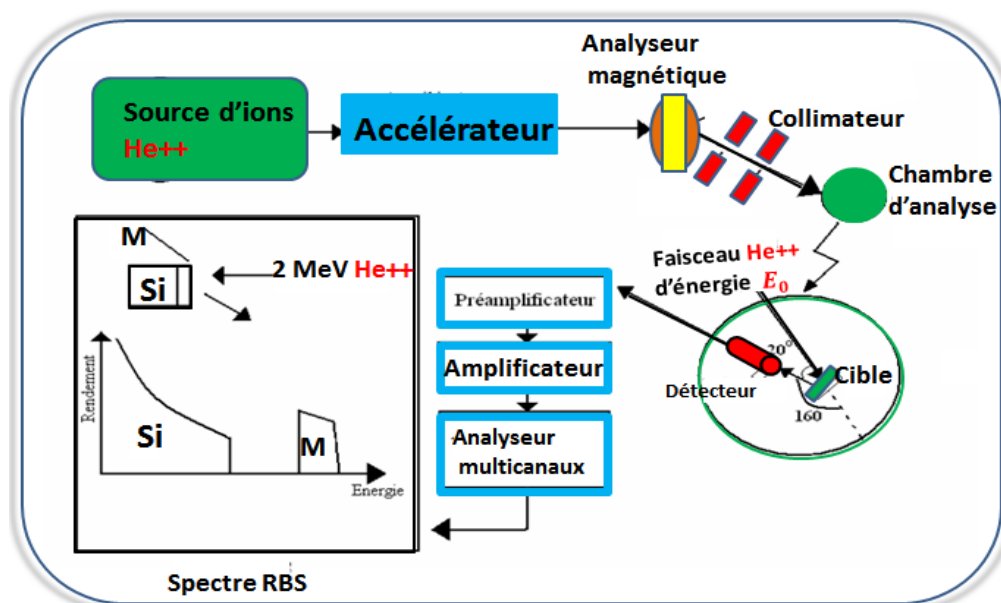 Analyseur
magnétique
Source d'ions
He++
Accélérateur
Collimateur
Chambre
d'analyse
M
Si
2 MeV He++
Faisceau He++
d'énergie E₀
Préamplificateur
20°
Cible
Détecteur
160
Amplificateur
Rendement
Si
M
Energie
Analyseur
multicanaux
Spectre RBS